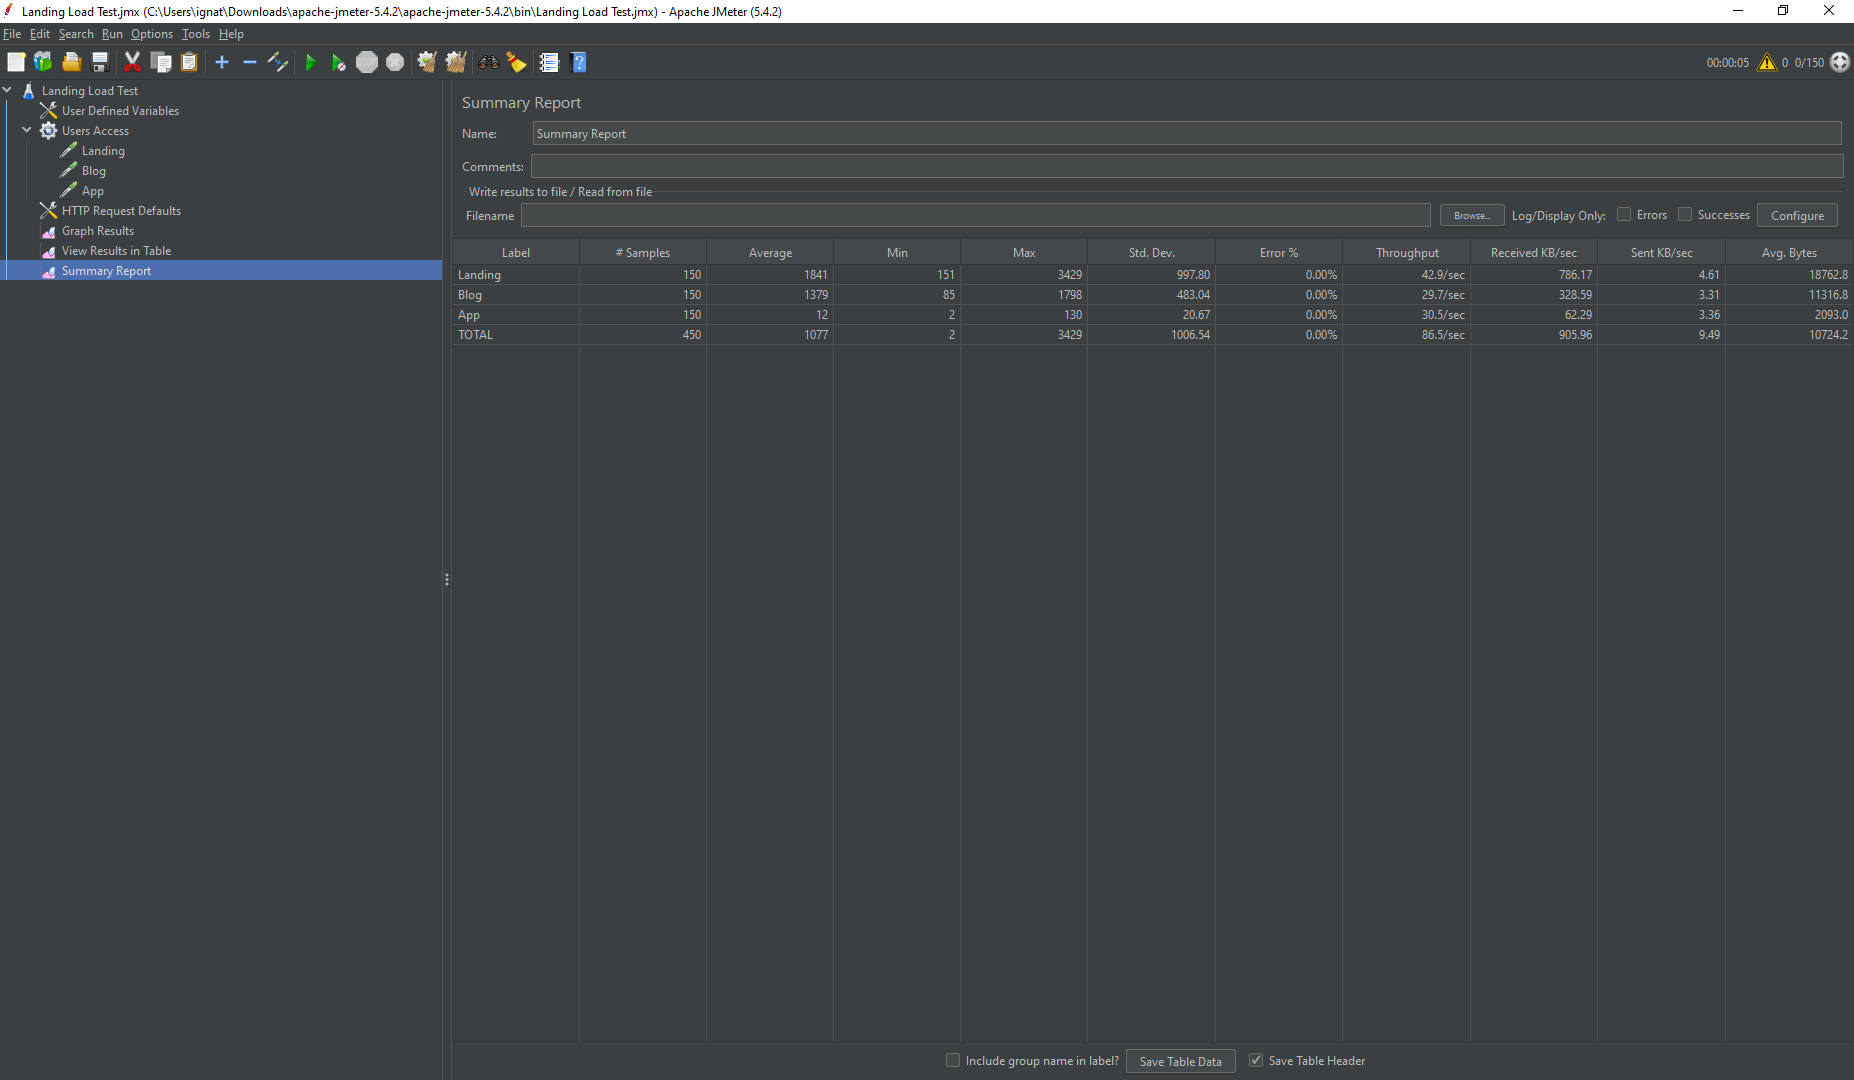 Landing Load Test.jmx (C:\Users\ignat\Downloads\apache-jmeter-5.4.2\apache-jmeter-5.4.2\bin\Landing Load Test.jmx) - Apache JMeter (5.4.2)
File Edit Search Run Options Tools Help
STOP
00:00:05 0 0/150
Landing Load Test
User Defined Variables
Users Access
Landing
Blog
App
HTTP Request Defaults
Graph Results
View Results in Table
Summary Report
Summary Report
Name: Summary Report
Comments:
Write results to file / Read from file
Filename Browse... Log/Display Only: Errors Successes Configure
Label # Samples Average Min Max Std. Dev. Error % Throughput Received KB/sec Sent KB/sec Avg. Bytes
Landing 150 1841 151 3429 997.80 0.00% 42.9/sec 786.17 4.61 18762.8
Blog 150 1379 85 1798 483.04 0.00% 29.7/sec 328.59 3.31 11316.8
App 150 12 2 130 20.67 0.00% 30.5/sec 62.29 3.36 2093.0
TOTAL 450 1077 2 3429 1006.54 0.00% 86.5/sec 905.96 9.49 10724.2
Include group name in label? Save Table Data Save Table Header